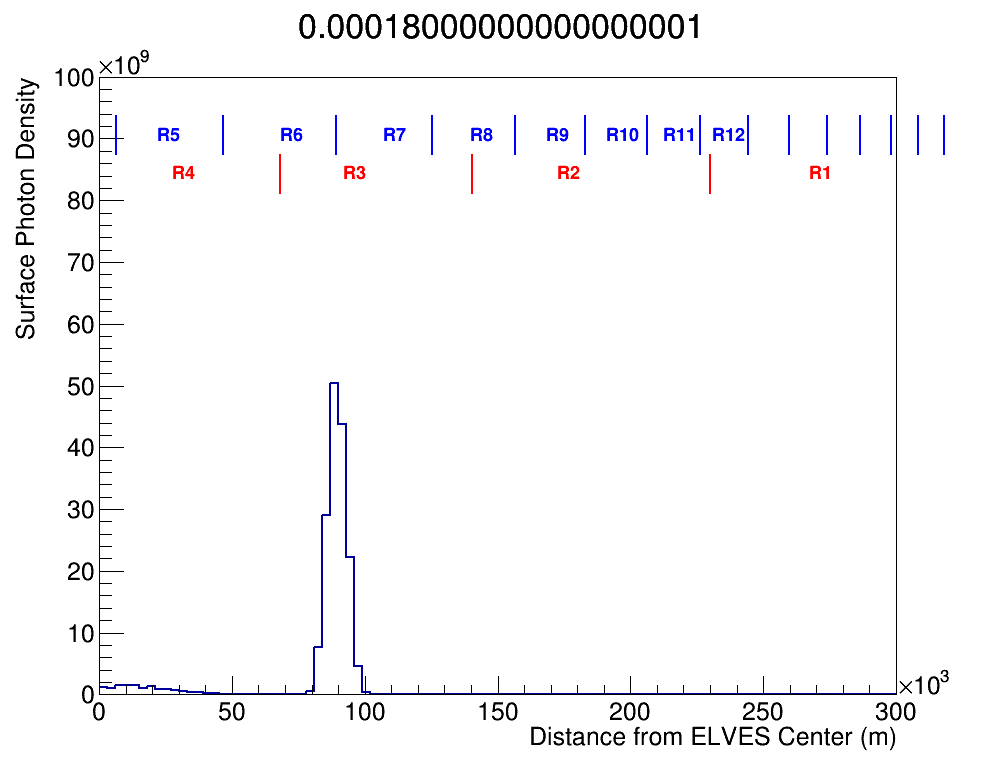 0.00018000000000000001
×10⁹
Surface Photon Density
100
90
80
70
60
50
40
30
20
10
0
R5 R6 R7 R8 R9 R10 R11 R12
R4 R3 R2 R1
0 50 100 150 200 250 300
×10³
Distance from ELVES Center (m)